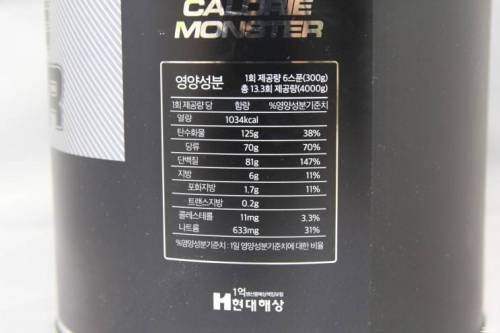 CALORIE
MONSTER
영양성분
1회 제공량 6스푼(300g)
총 13.3회 제공량(4000g)
1회 제공량 당 함량 %영양성분기준치
열량 1034kcal
탄수화물 125g 38%
당류 70g 70%
단백질 81g 147%
지방 6g 11%
포화지방 1.7g 11%
트랜스지방 0.2g
콜레스테롤 11mg 3.3%
나트륨 633mg 31%
%영양성분기준치 : 1일 영양성분기준치에 대한 비율
1억
현대해상